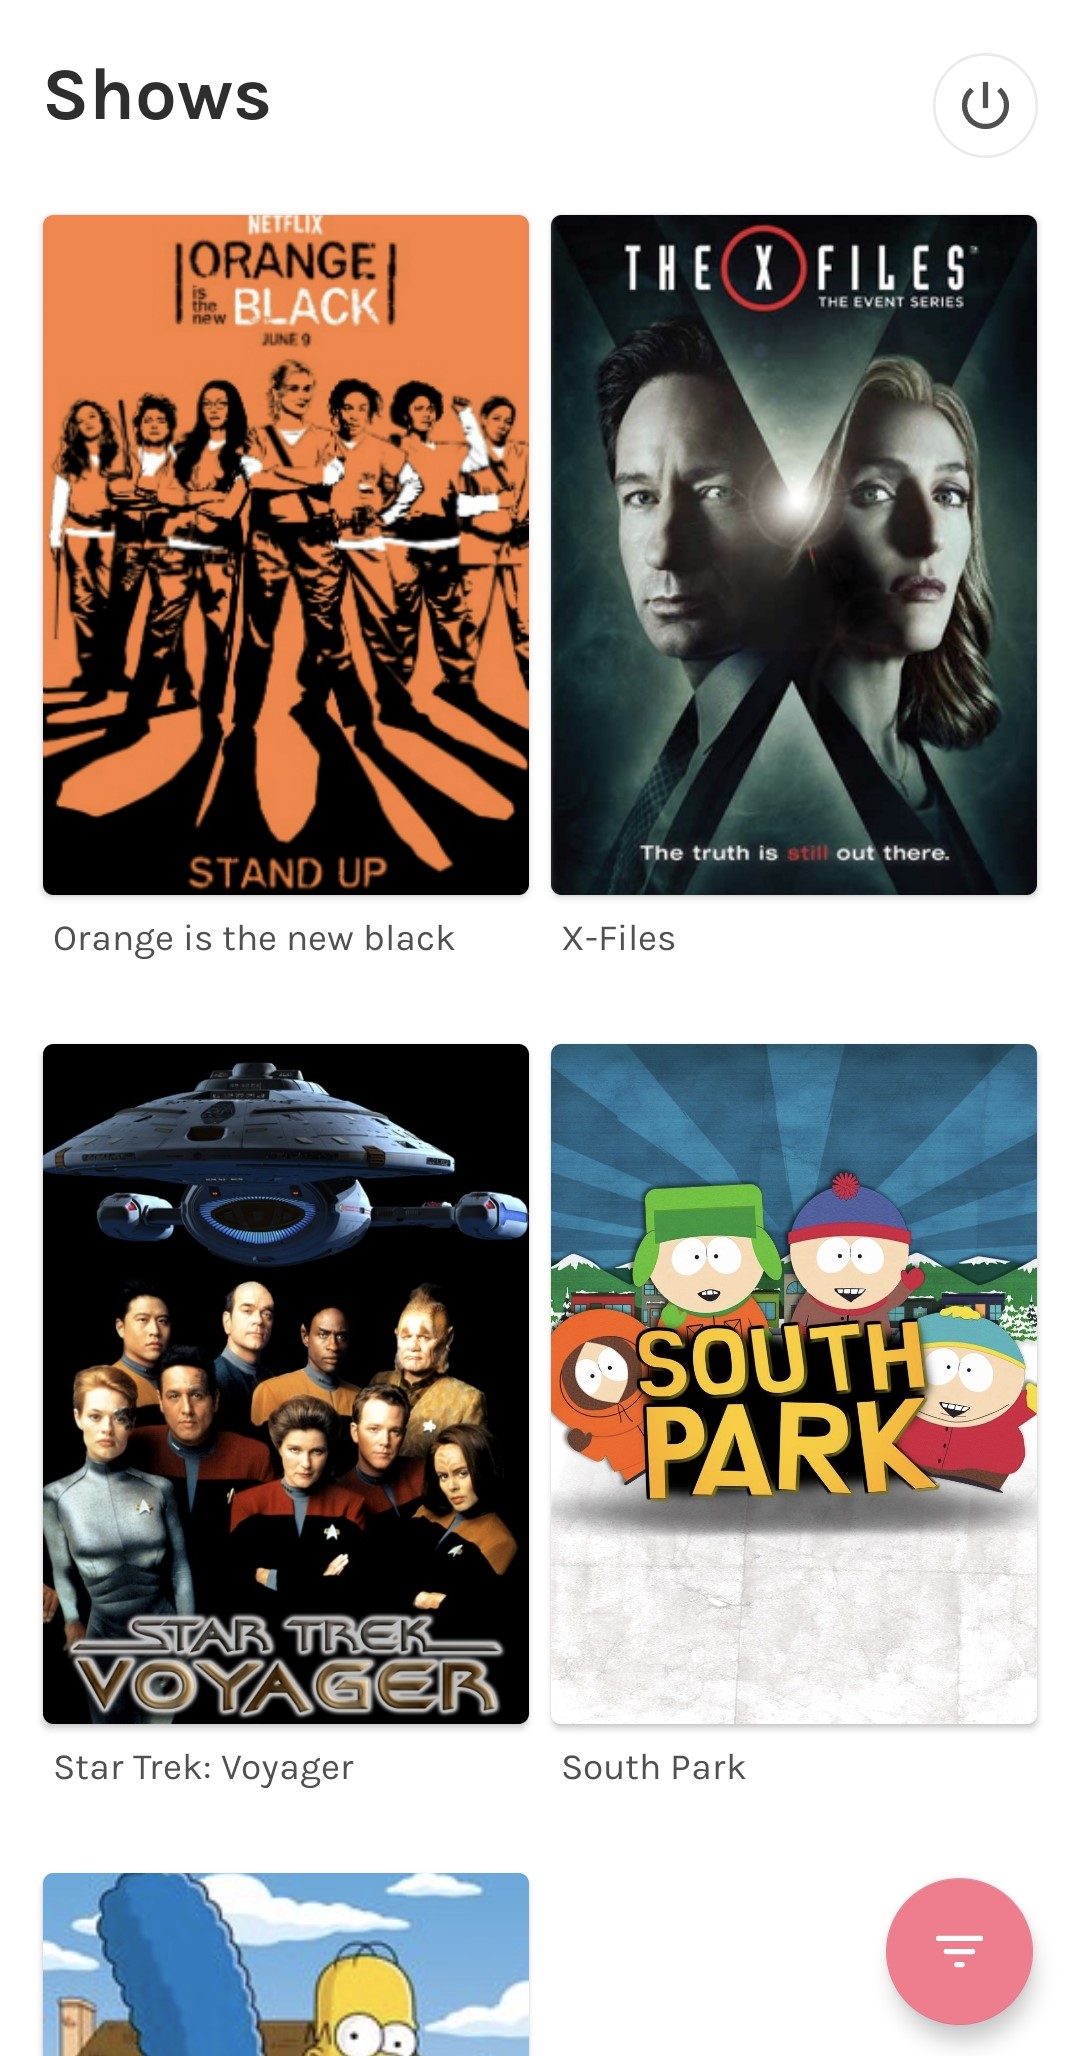 Shows
NETFLIX
ORANGE
is the new BLACK
JUNE 9
STAND UP
THE X FILES™
THE EVENT SERIES
The truth is still out there.
Orange is the new black
X-Files
STAR TREK
VOYAGER
SOUTH
PARK
Star Trek: Voyager
South Park